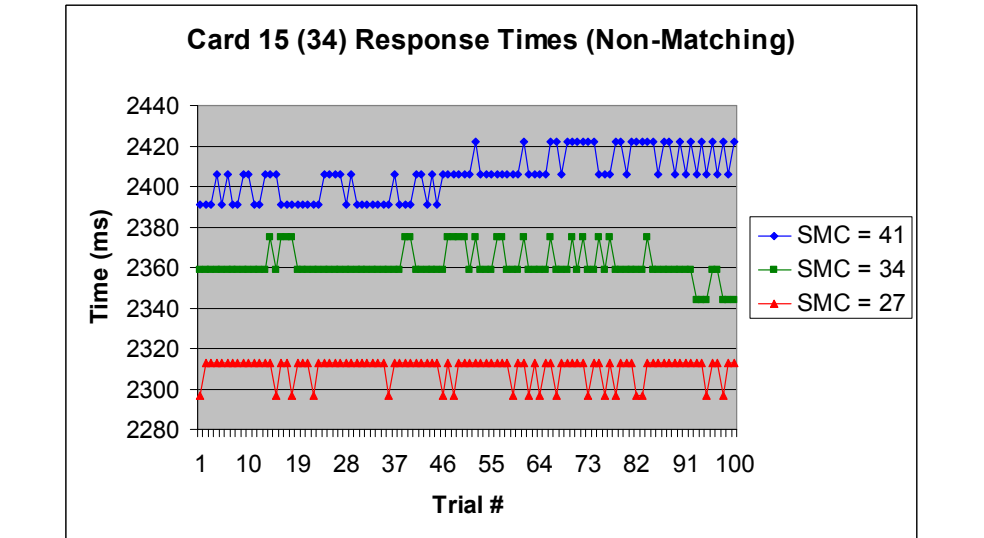 Card 15 (34) Response Times (Non-Matching)
2440
2420
2400
2380
2360
2340
2320
2300
2280
Time (ms)
1 10 19 28 37 46 55 64 73 82 91 100
Trial #
SMC = 41
SMC = 34
SMC = 27